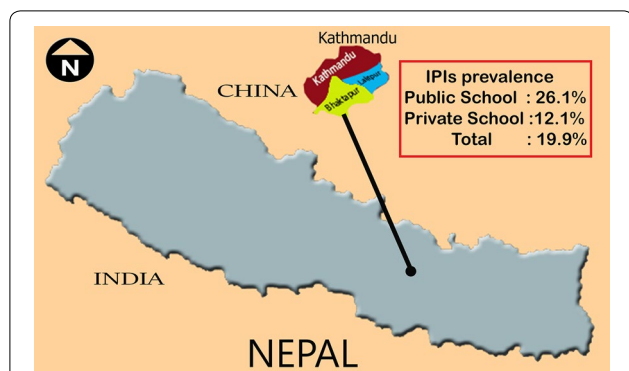 N
Kathmandu
CHINA
Kathmandu
Lalitpur
Bhaktapur
IPIs prevalence
Public School : 26.1%
Private School : 12.1%
Total : 19.9%
INDIA
NEPAL